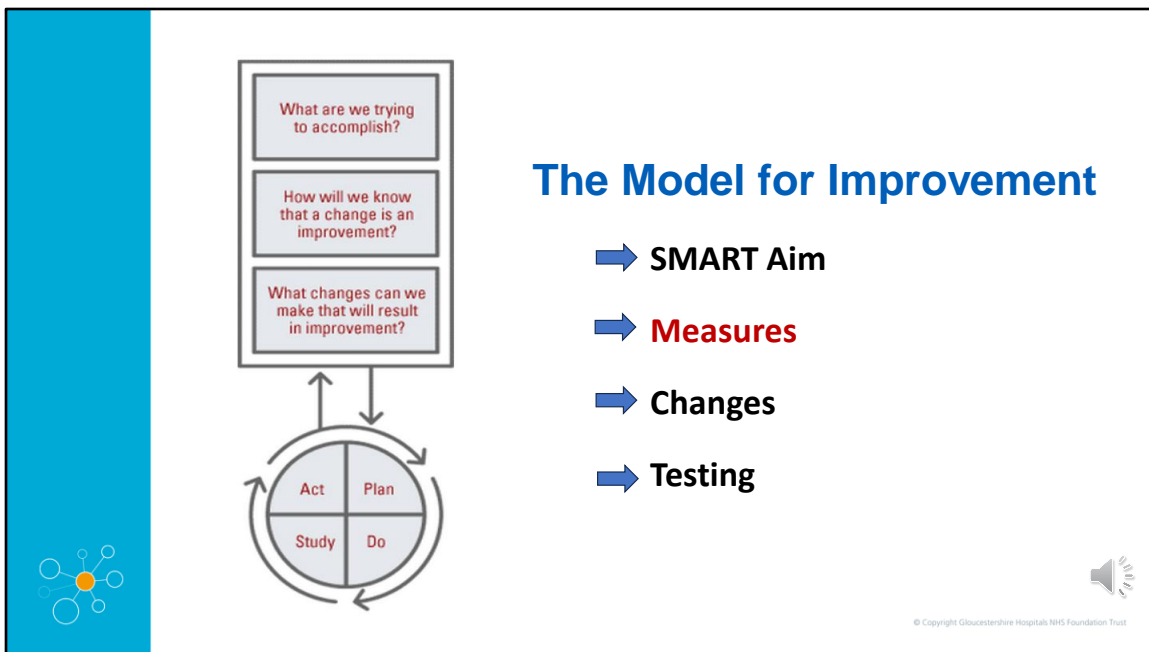 What are we trying
to accomplish?
How will we know
that a change is an
improvement?
What changes can we
make that will result
in improvement?
Act
Plan
Study
Do
The Model for Improvement
SMART Aim
Measures
Changes
Testing
© Copyright Gloucestershire Hospitals NHS Foundation Trust